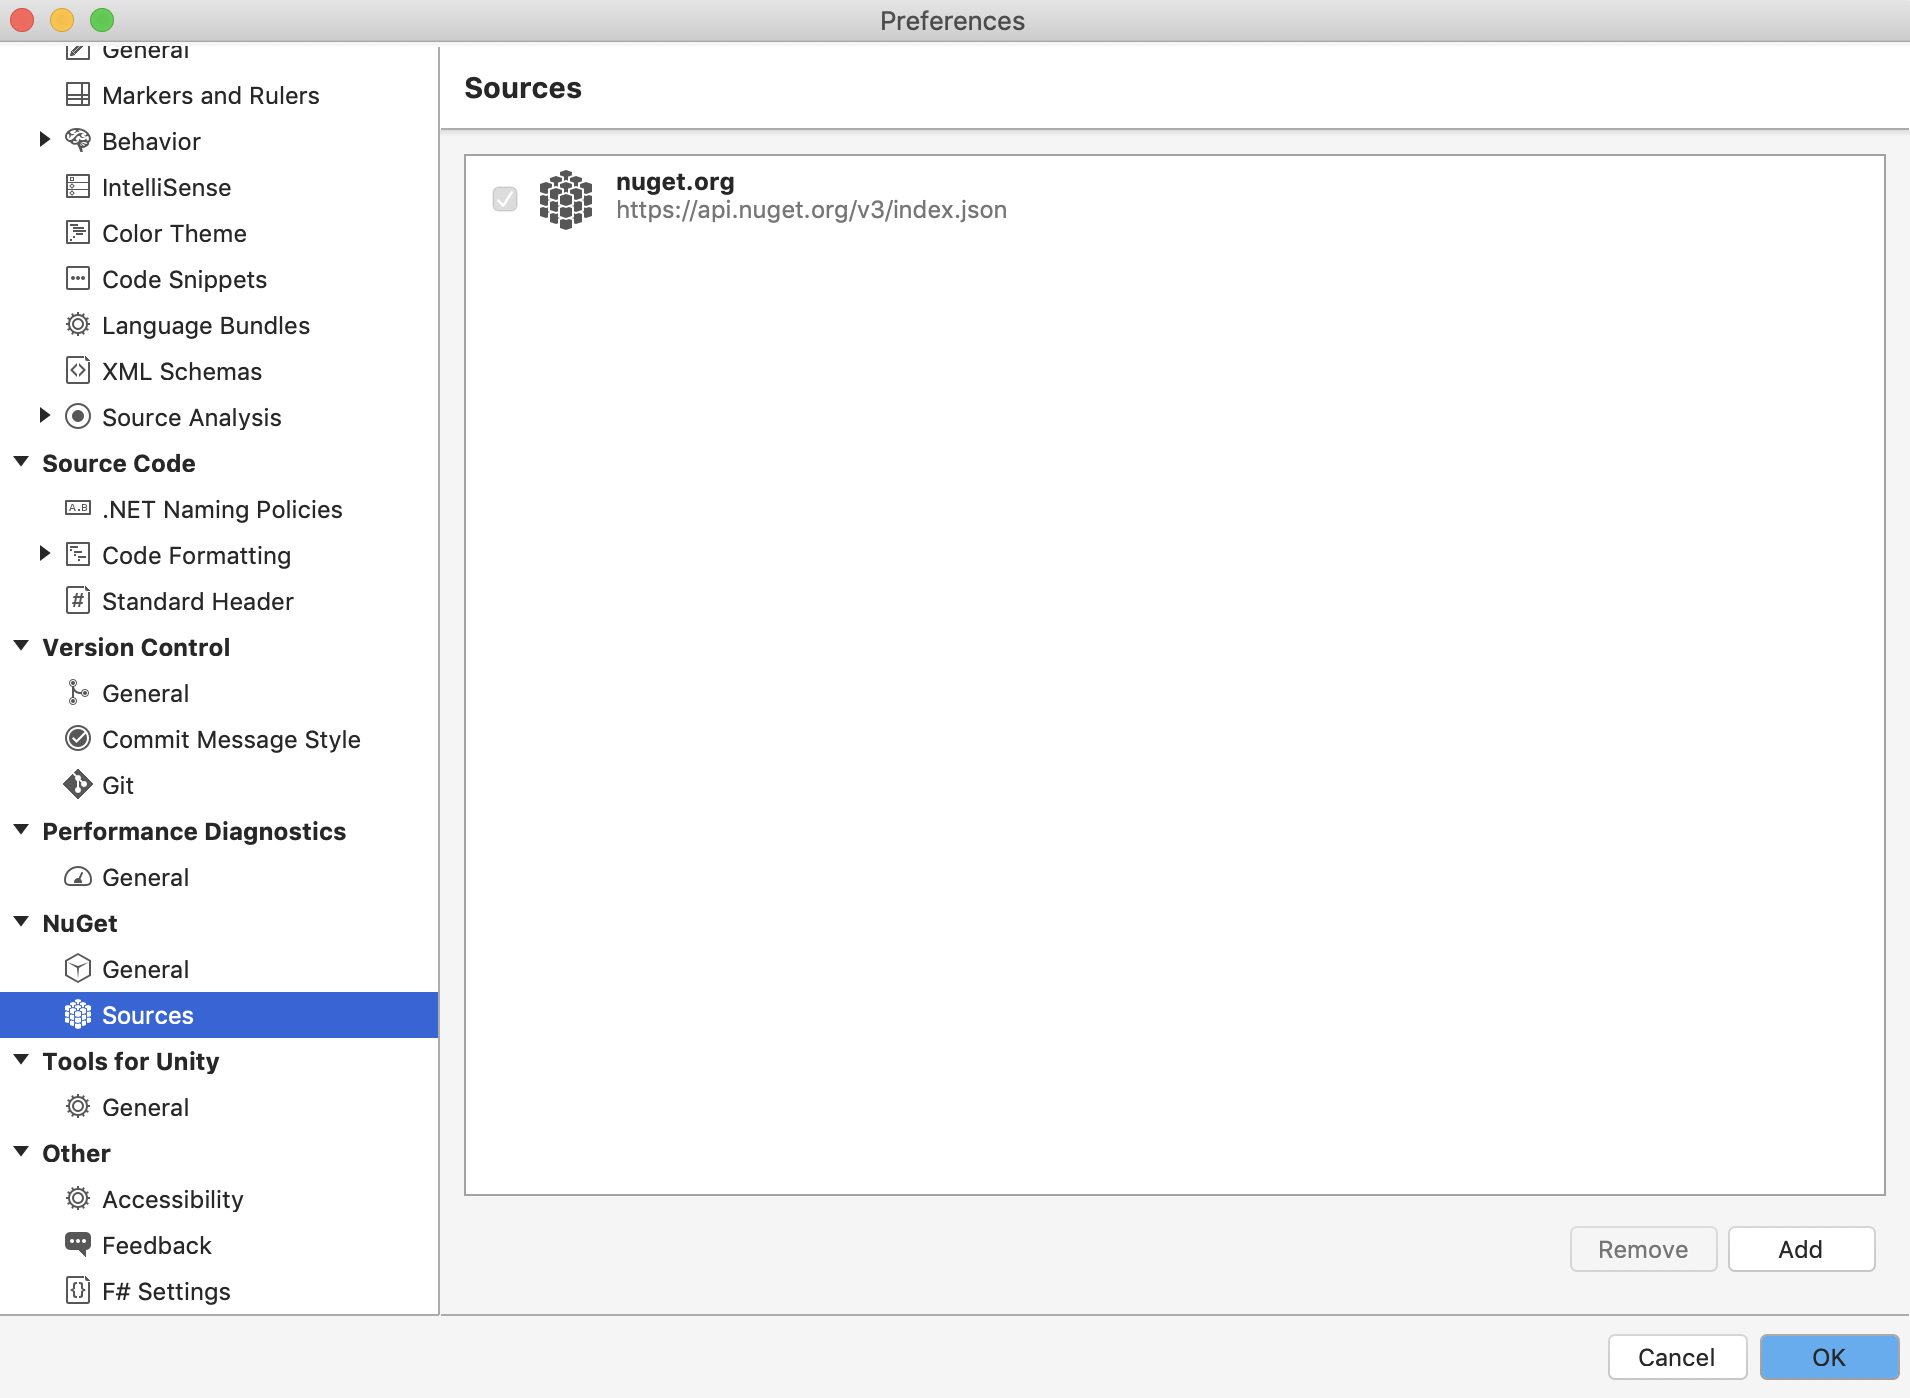 Preferences
General
Markers and Rulers
Behavior
IntelliSense
Color Theme
Code Snippets
Language Bundles
XML Schemas
Source Analysis
Source Code
.NET Naming Policies
Code Formatting
Standard Header
Version Control
General
Commit Message Style
Git
Performance Diagnostics
General
NuGet
General
Sources
Tools for Unity
General
Other
Accessibility
Feedback
F# Settings
Sources
nuget.org
https://api.nuget.org/v3/index.json
Remove
Add
Cancel
OK